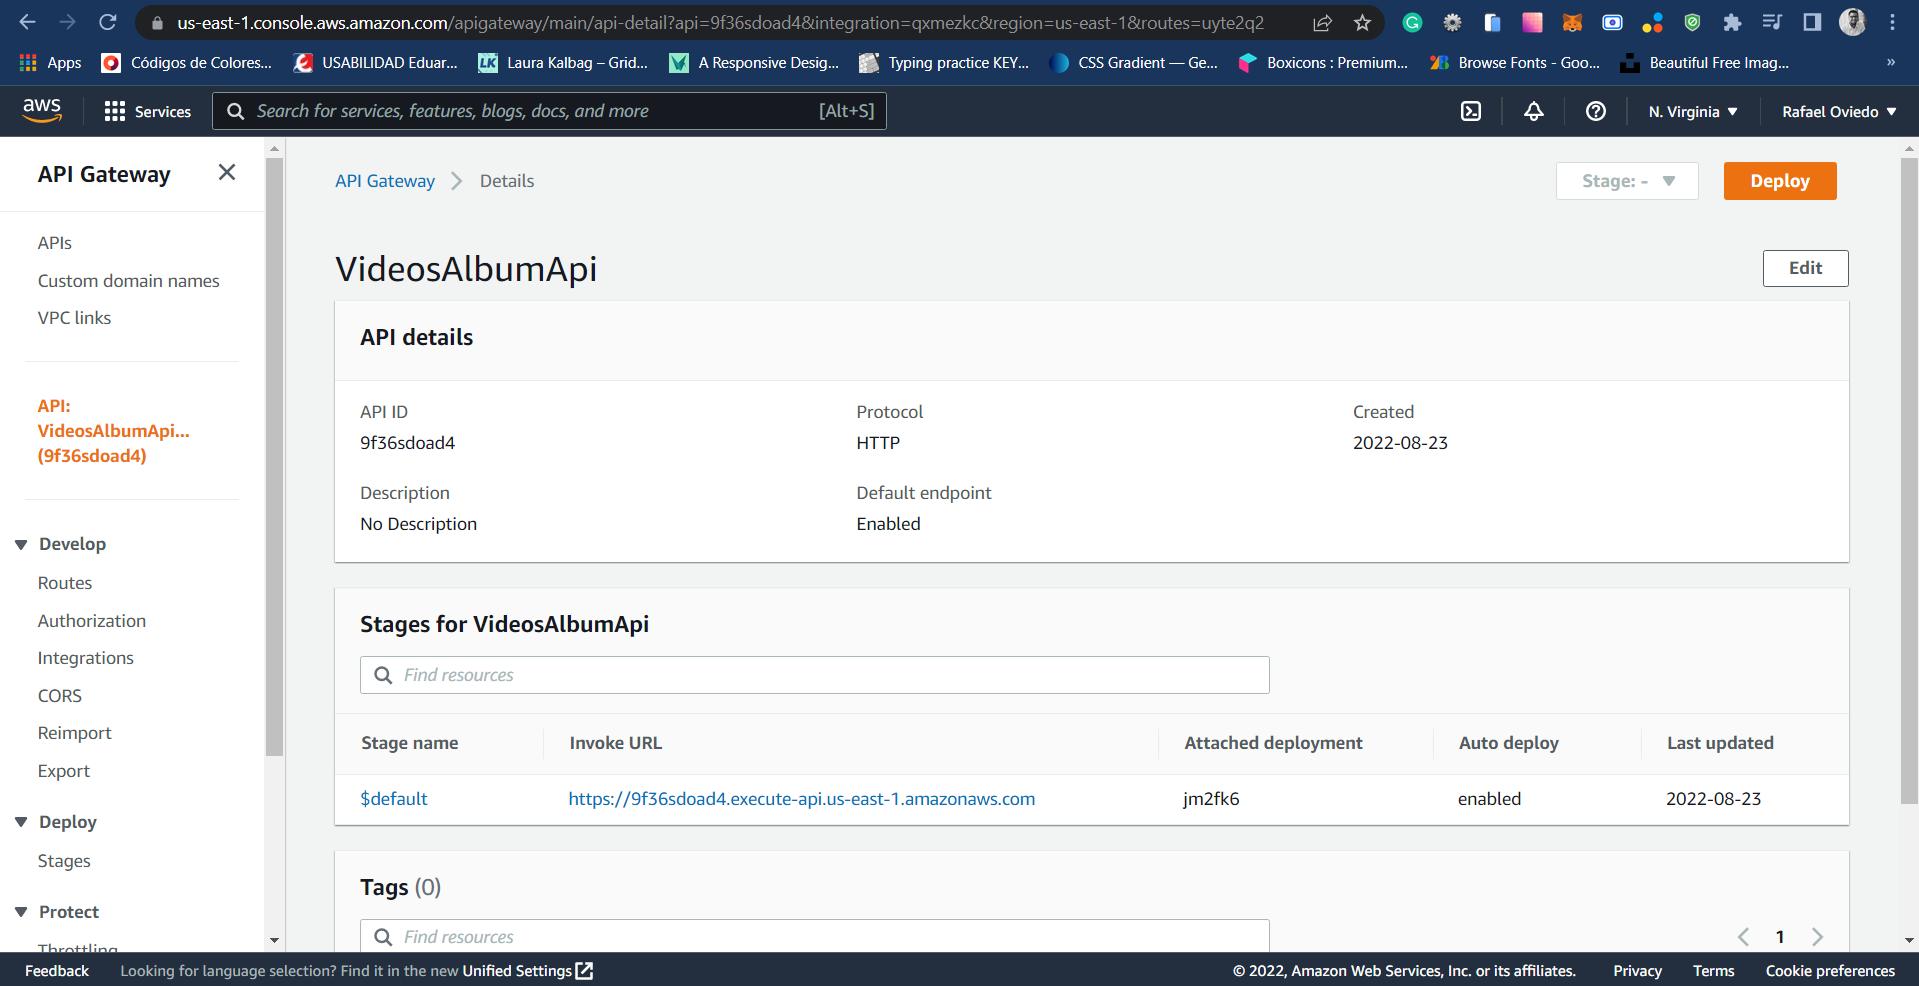 us-east-1.console.aws.amazon.com/apigateway/main/api-detail?api=9f36sdoad4&integration=qxmezkc&region=us-east-1&routes=uyte2q2
Apps Códigos de Colores... USABILIDAD Eduar... LK Laura Kalbag – Grid... A Responsive Desig... Typing practice KEY... CSS Gradient — Ge... Boxicons : Premium... Browse Fonts - Goo... Beautiful Free Imag... »
aws Services Search for services, features, blogs, docs, and more [Alt+S] N. Virginia Rafael Oviedo
API Gateway
APIs
Custom domain names
VPC links
API:
VideosAlbumApi...
(9f36sdoad4)
Develop
Routes
Authorization
Integrations
CORS
Reimport
Export
Deploy
Stages
Protect
Throttling
API Gateway Details
Stage: - Deploy
VideosAlbumApi
Edit
API details
API ID Protocol Created
9f36sdoad4 HTTP 2022-08-23
Description Default endpoint
No Description Enabled
Stages for VideosAlbumApi
Find resources
Stage name Invoke URL Attached deployment Auto deploy Last updated
$default https://9f36sdoad4.execute-api.us-east-1.amazonaws.com jm2fk6 enabled 2022-08-23
Tags (0)
Find resources
1
Feedback Looking for language selection? Find it in the new Unified Settings © 2022, Amazon Web Services, Inc. or its affiliates. Privacy Terms Cookie preferences